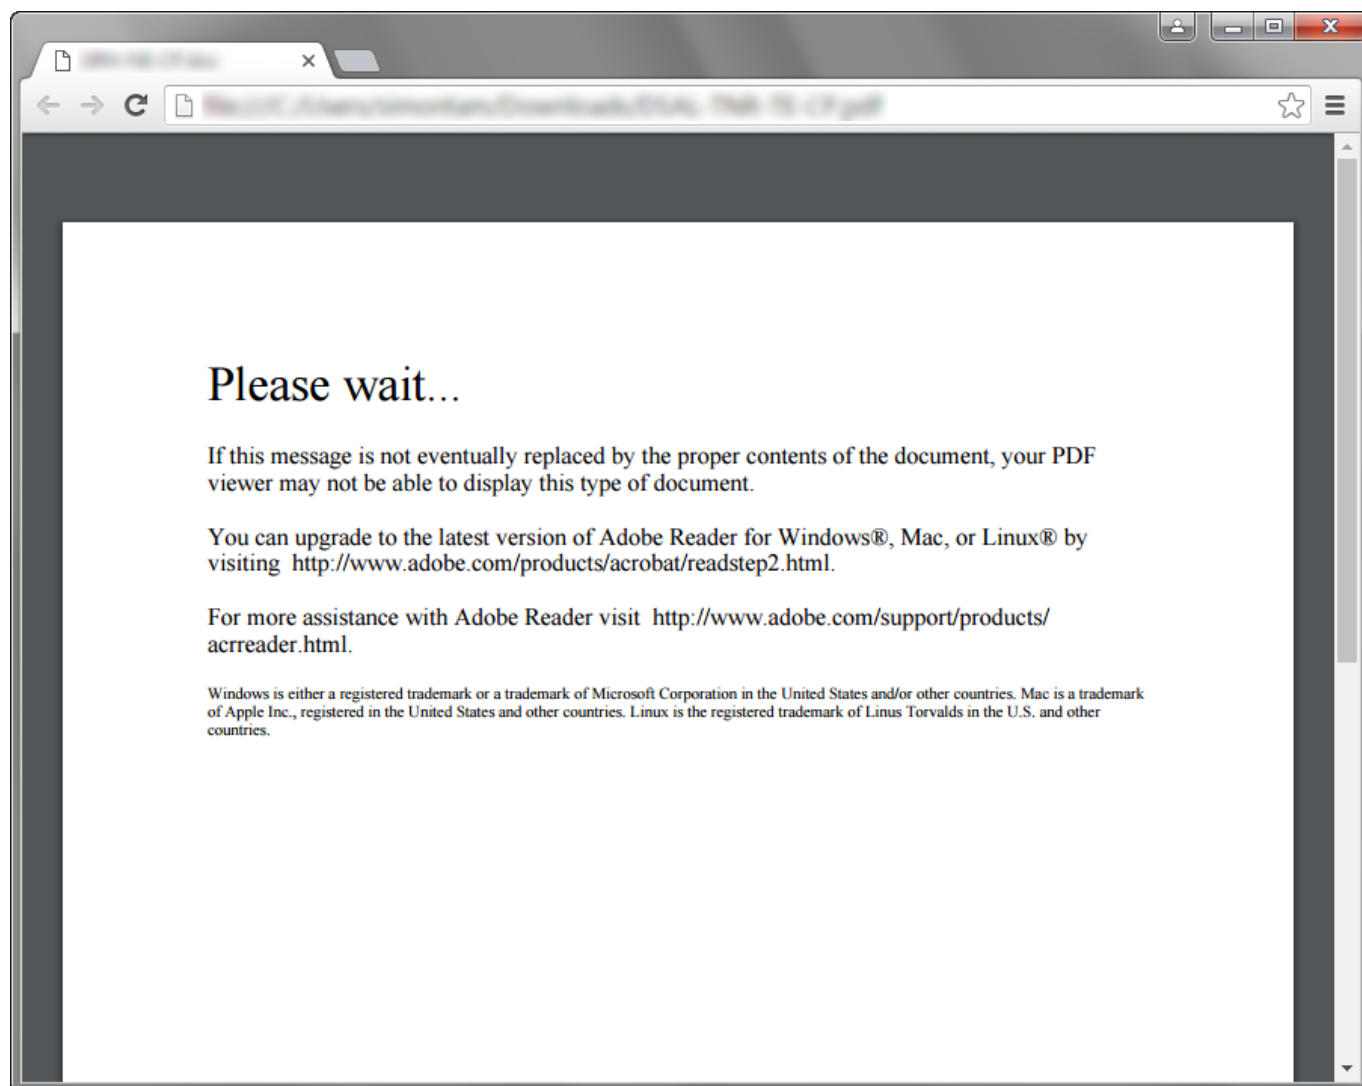 Please wait...
If this message is not eventually replaced by the proper contents of the document, your PDF
viewer may not be able to display this type of document.
You can upgrade to the latest version of Adobe Reader for Windows®, Mac, or Linux® by
visiting  http://www.adobe.com/products/acrobat/readstep2.html.
For more assistance with Adobe Reader visit  http://www.adobe.com/support/products/
acrreader.html.
Windows is either a registered trademark or a trademark of Microsoft Corporation in the United States and/or other countries. Mac is a trademark
of Apple Inc., registered in the United States and other countries. Linux is the registered trademark of Linus Torvalds in the U.S. and other
countries.